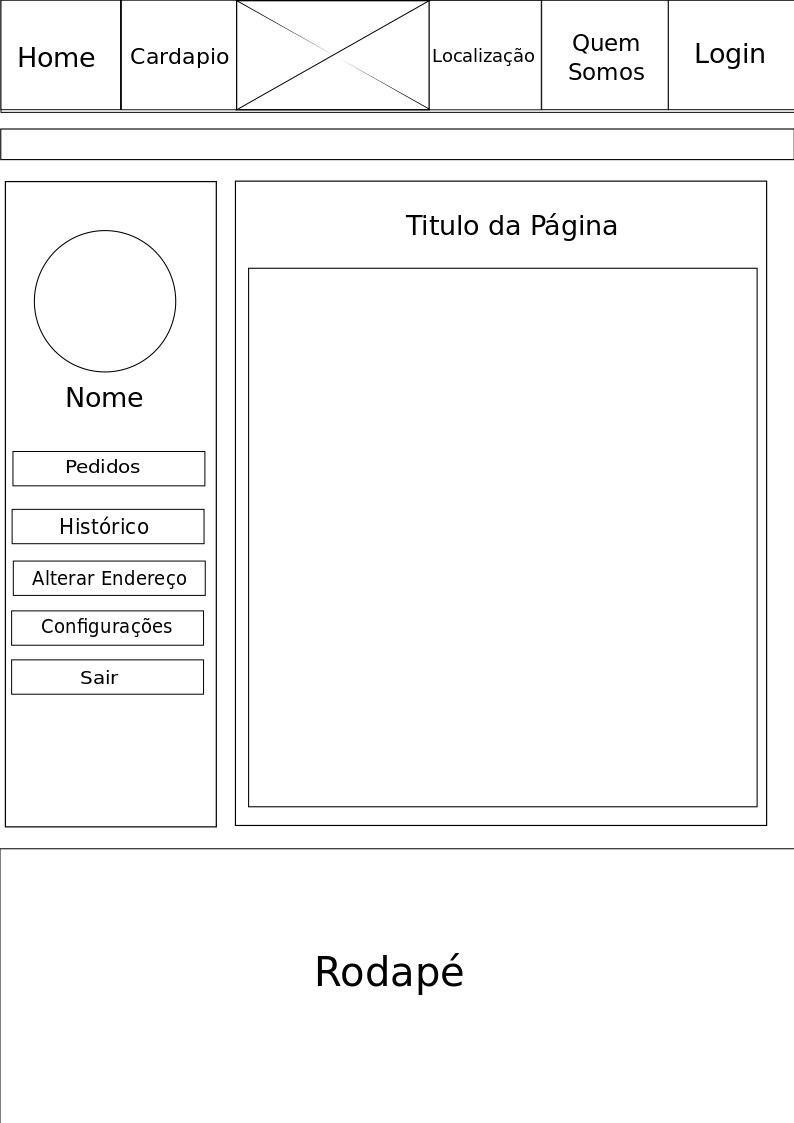 Home
Cardapio
Localização
Quem
Somos
Login
Titulo da Página
Nome
Pedidos
Histórico
Alterar Endereço
Configurações
Sair
Rodapé